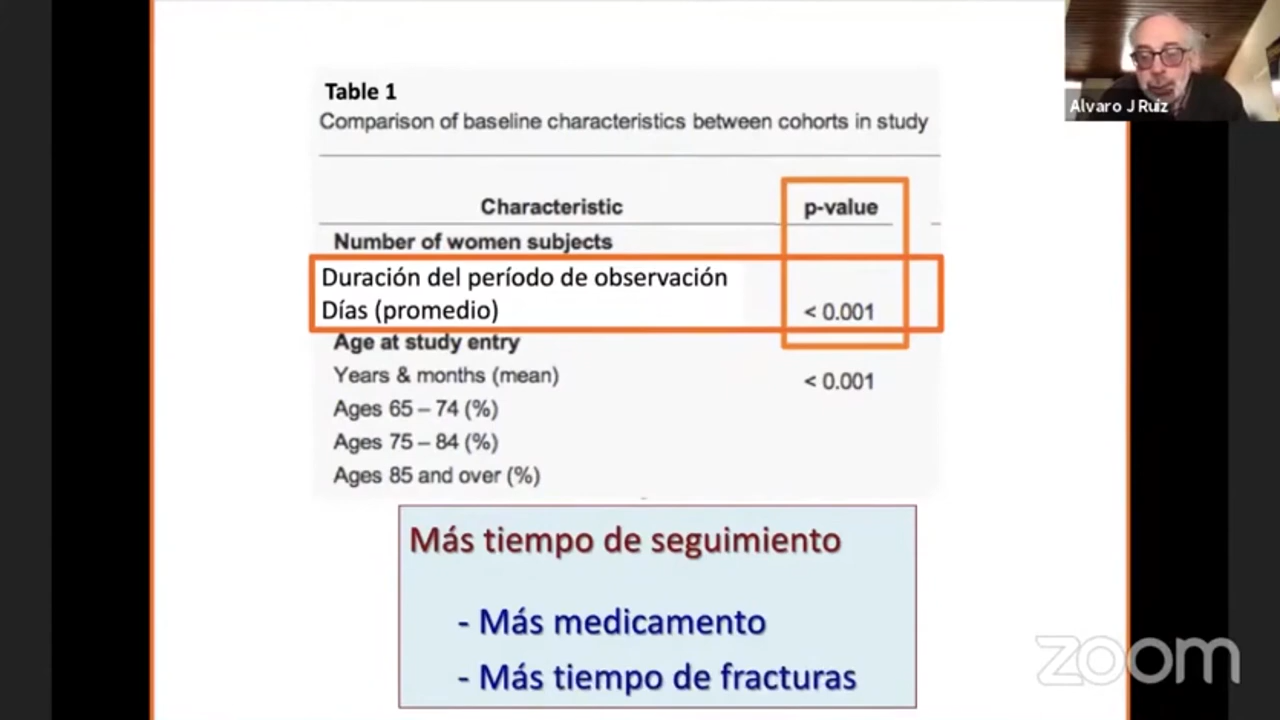 Alvaro J Ruiz
Table 1
Comparison of baseline characteristics between cohorts in study
Characteristic p-value
Number of women subjects
Duración del período de observación
Días (promedio) < 0.001
Age at study entry
Years & months (mean) < 0.001
Ages 65 – 74 (%)
Ages 75 – 84 (%)
Ages 85 and over (%)
Más tiempo de seguimiento
- Más medicamento
- Más tiempo de fracturas
zoom